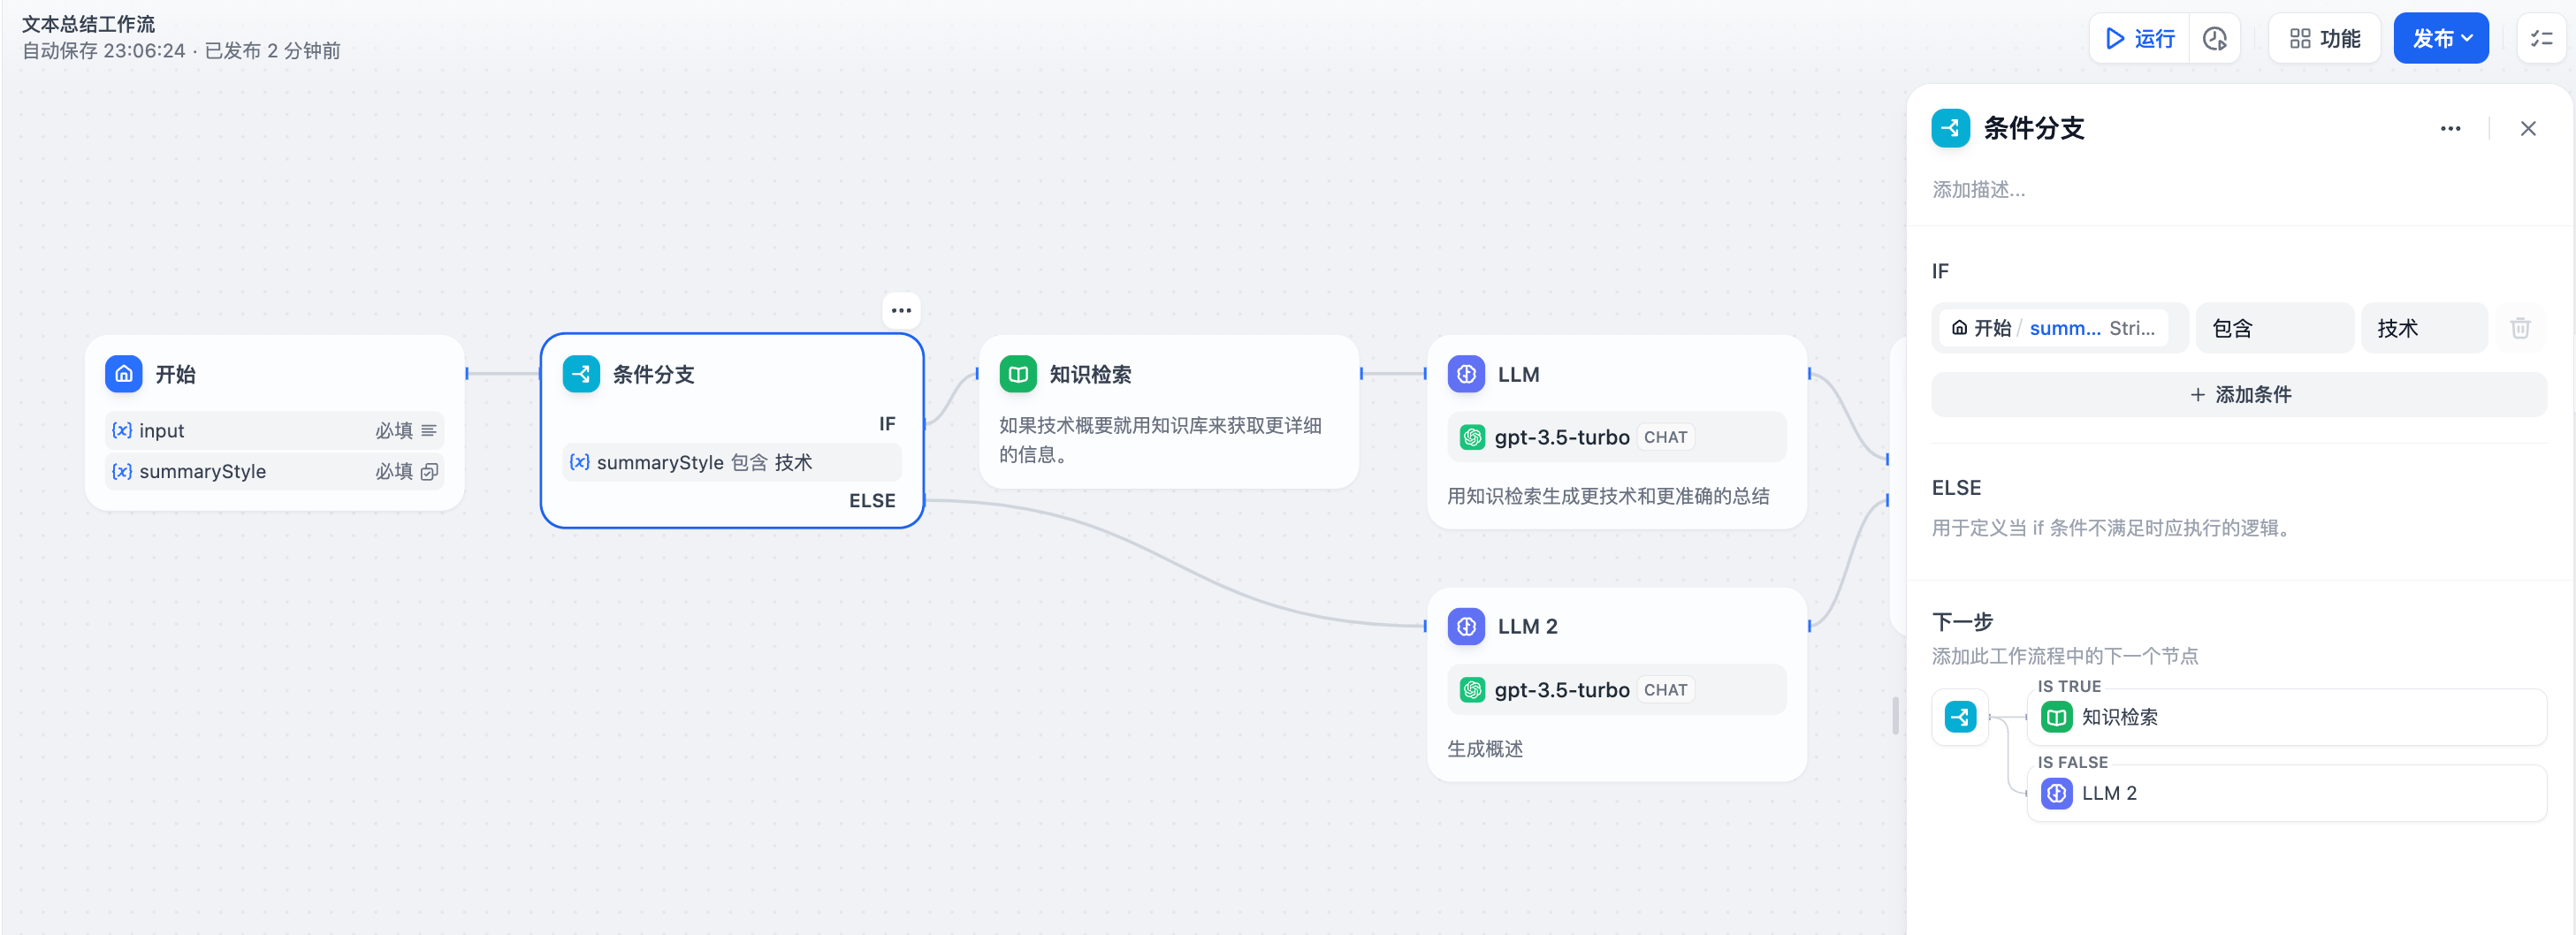 文本总结工作流
自动保存 23:06:24 · 已发布 2 分钟前
运行
功能
发布
开始
{x} input 必填
{x} summaryStyle 必填
条件分支
IF
{x} summaryStyle 包含 技术
ELSE
知识检索
如果技术概要就用知识库来获取更详细
的信息。
LLM
gpt-3.5-turbo CHAT
用知识检索生成更技术和更准确的总结
LLM 2
gpt-3.5-turbo CHAT
生成概述
条件分支
添加描述...
IF
开始 / summ... Stri... 包含 技术
+ 添加条件
ELSE
用于定义当 if 条件不满足时应执行的逻辑。
下一步
添加此工作流程中的下一个节点
IS TRUE
知识检索
IS FALSE
LLM 2